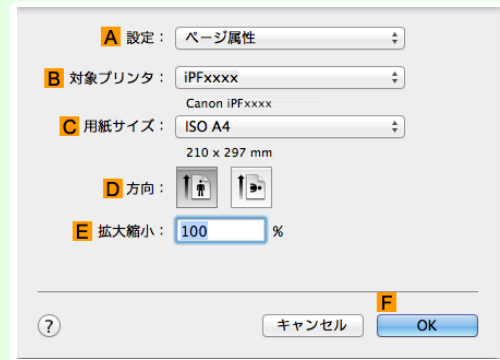 A 設定： ページ属性
B 対象プリンタ： iPFxxxx
Canon iPFxxxx
C 用紙サイズ： ISO A4
210 x 297 mm
D 方向：
E 拡大縮小： 100 %
F
? キャンセル OK